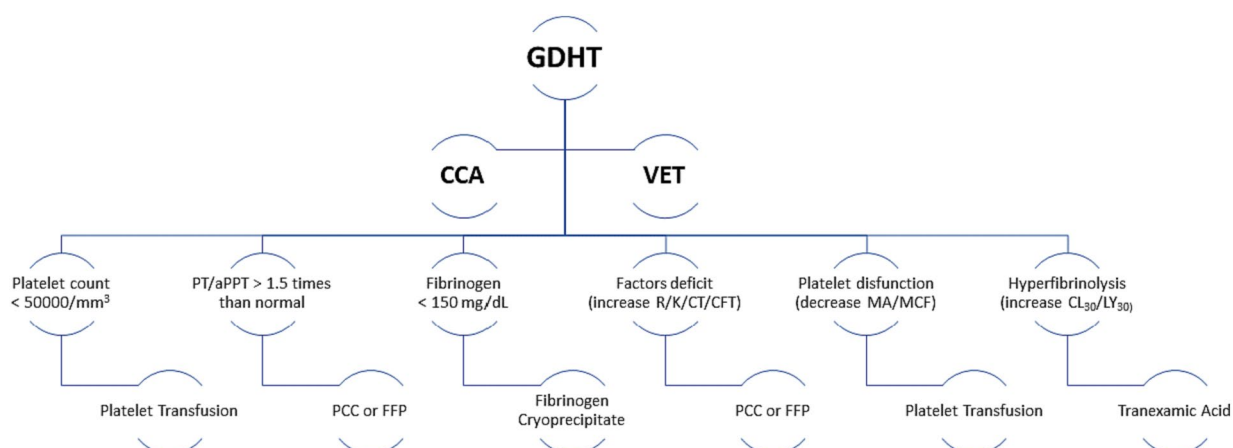 GDHT
CCA
VET
Platelet count
< 50000/mm³
PT/aPPT > 1.5 times
than normal
Fibrinogen
< 150 mg/dL
Factors deficit
(increase R/K/CT/CFT)
Platelet disfunction
(decrease MA/MCF)
Hyperfibrinolysis
(increase CL₃₀/LY₃₀)
Platelet Transfusion
PCC or FFP
Fibrinogen
Cryoprecipitate
PCC or FFP
Platelet Transfusion
Tranexamic Acid